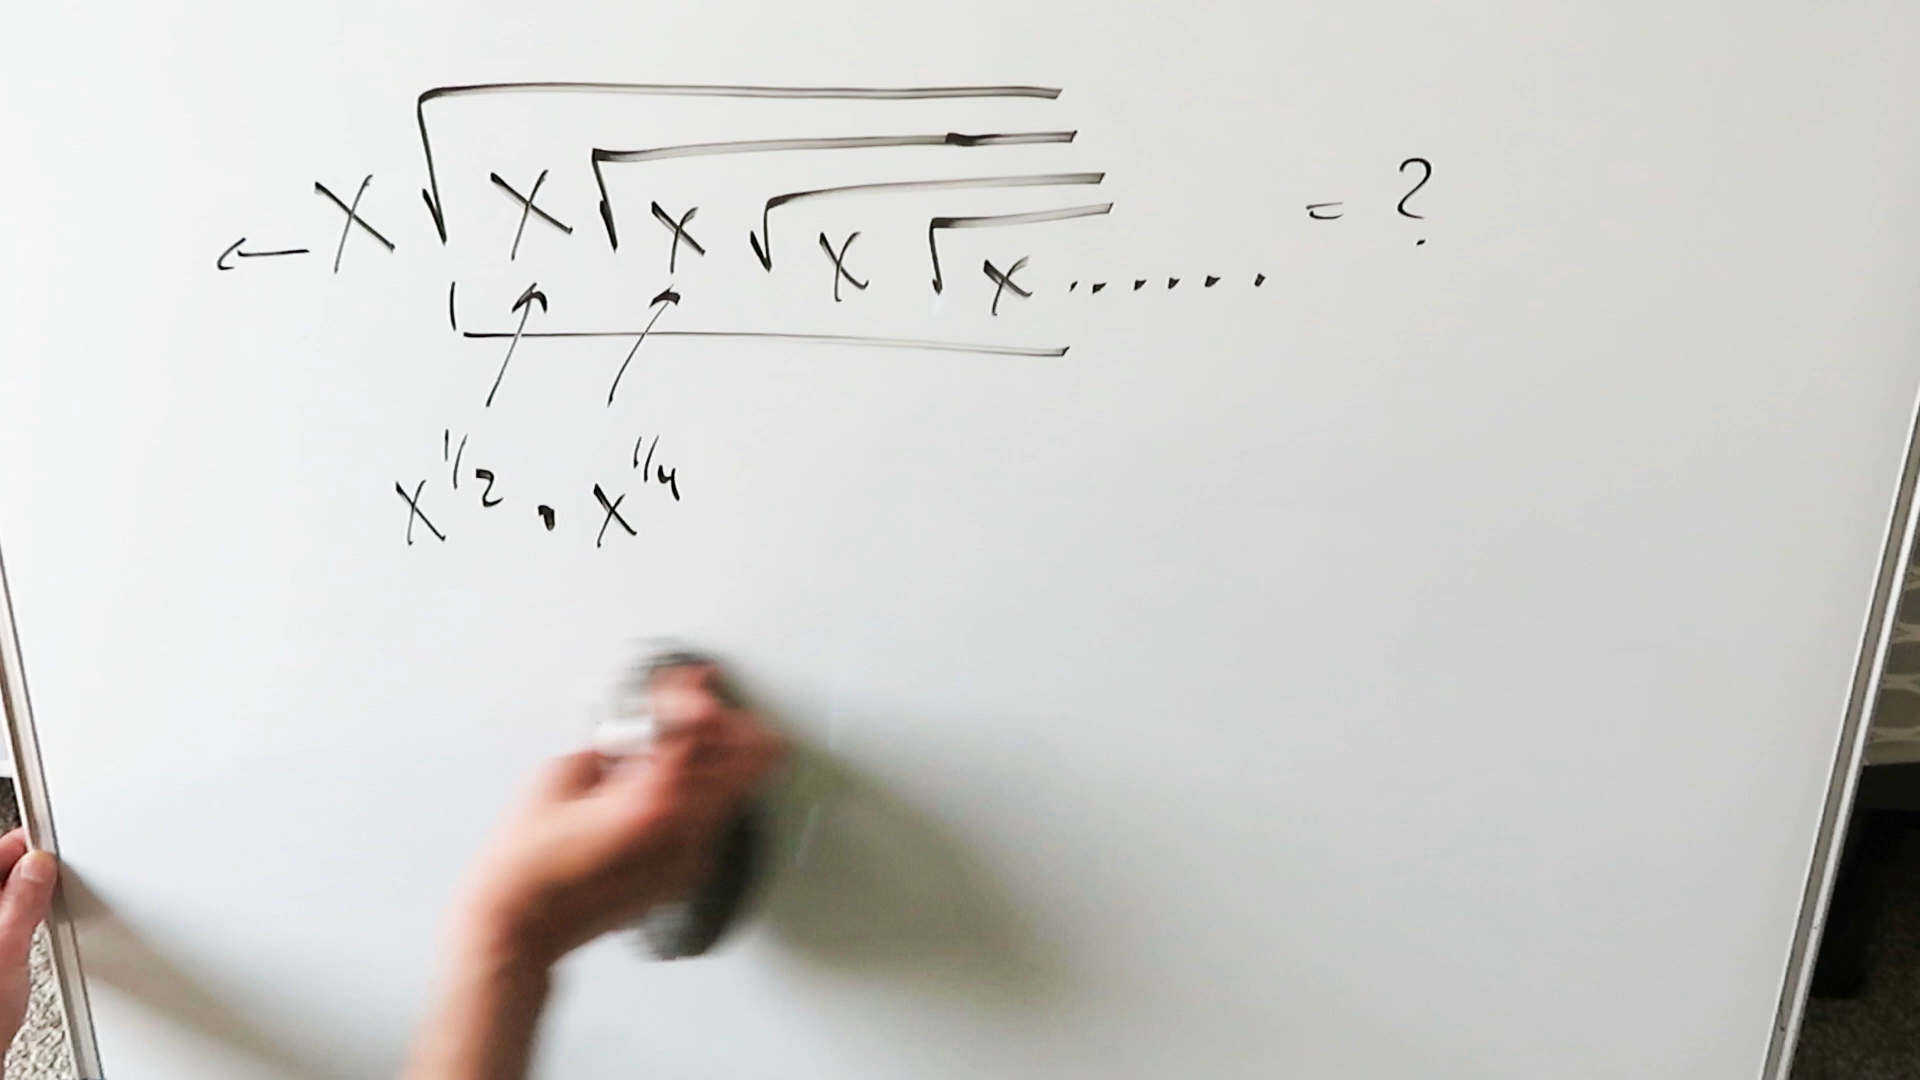 ← x√x√x√x√x...... = ?
x^1/2 · x^1/4